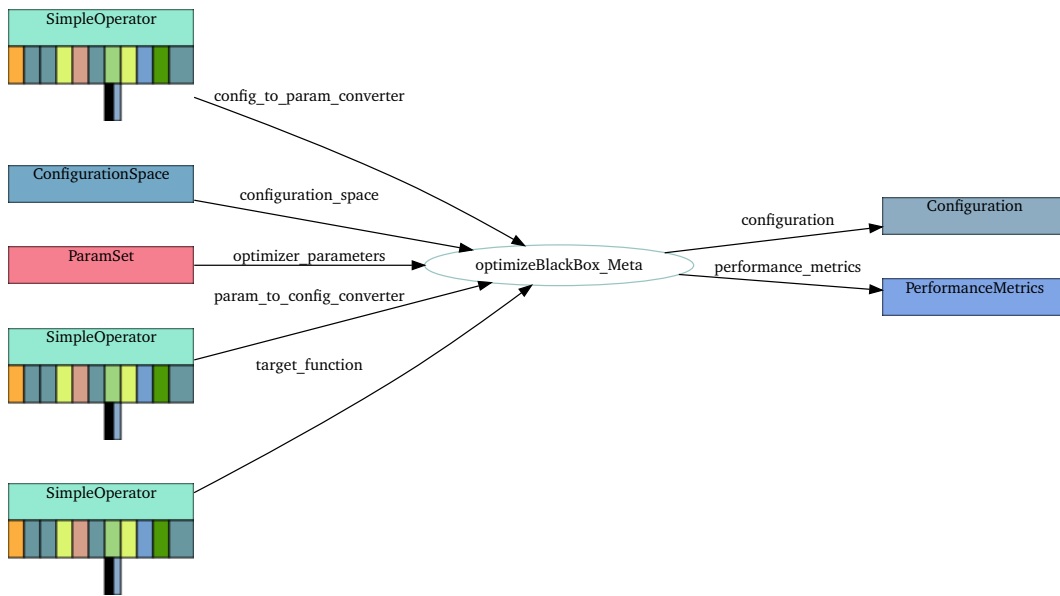 SimpleOperator
config_to_param_converter
ConfigurationSpace
configuration_space
ParamSet
optimizer_parameters
param_to_config_converter
SimpleOperator
target_function
SimpleOperator
optimizeBlackBox_Meta
configuration
Configuration
performance_metrics
PerformanceMetrics